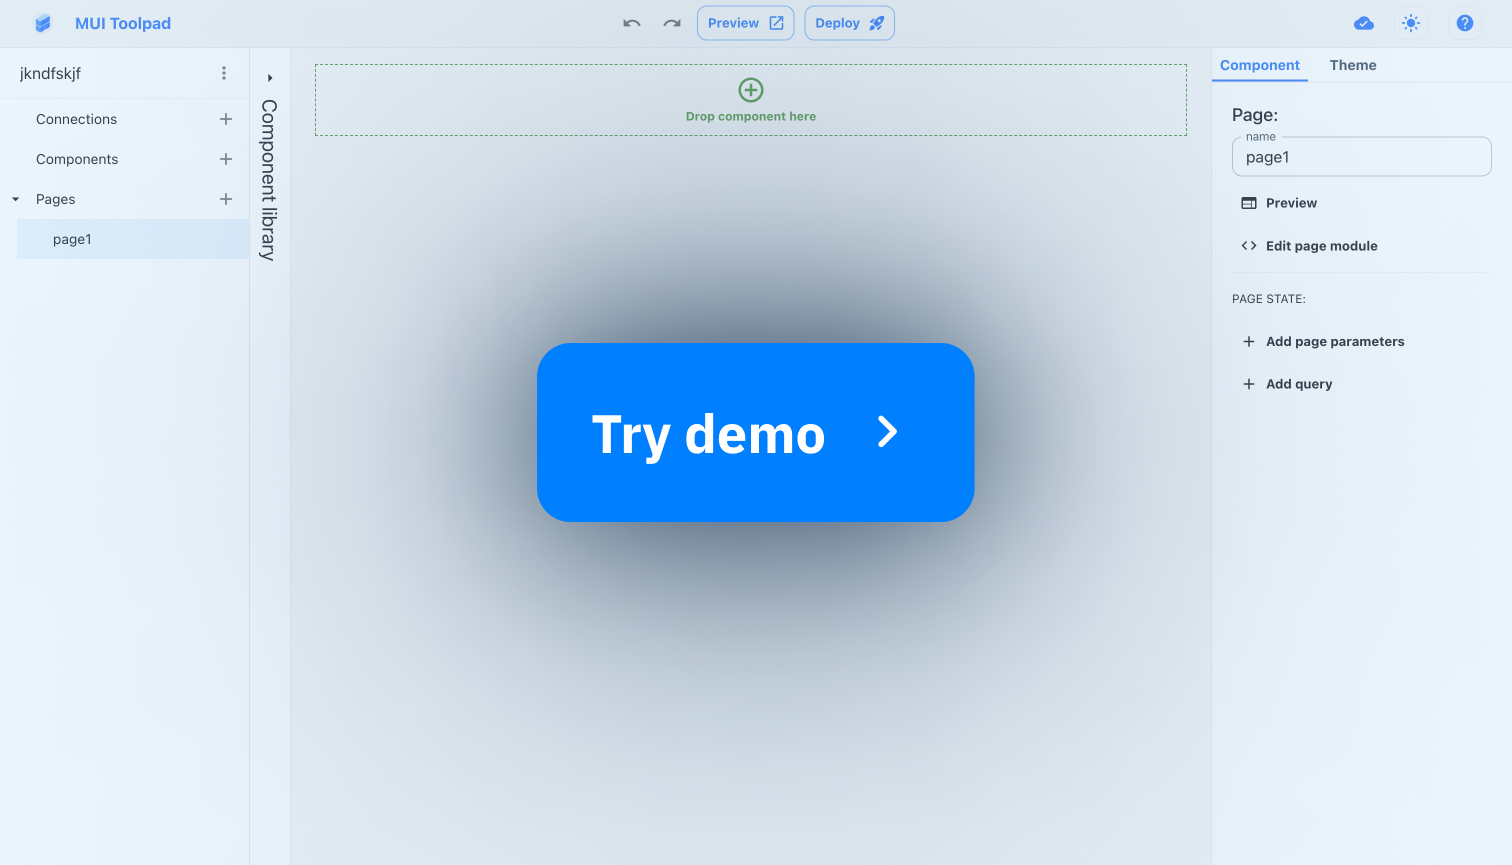 MUI Toolpad
Preview
Deploy
jkndfskjf
Connections
Components
Pages
page1
Component library
Drop component here
Try demo
Component
Theme
Page:
name
page1
Preview
Edit page module
PAGE STATE:
Add page parameters
Add query